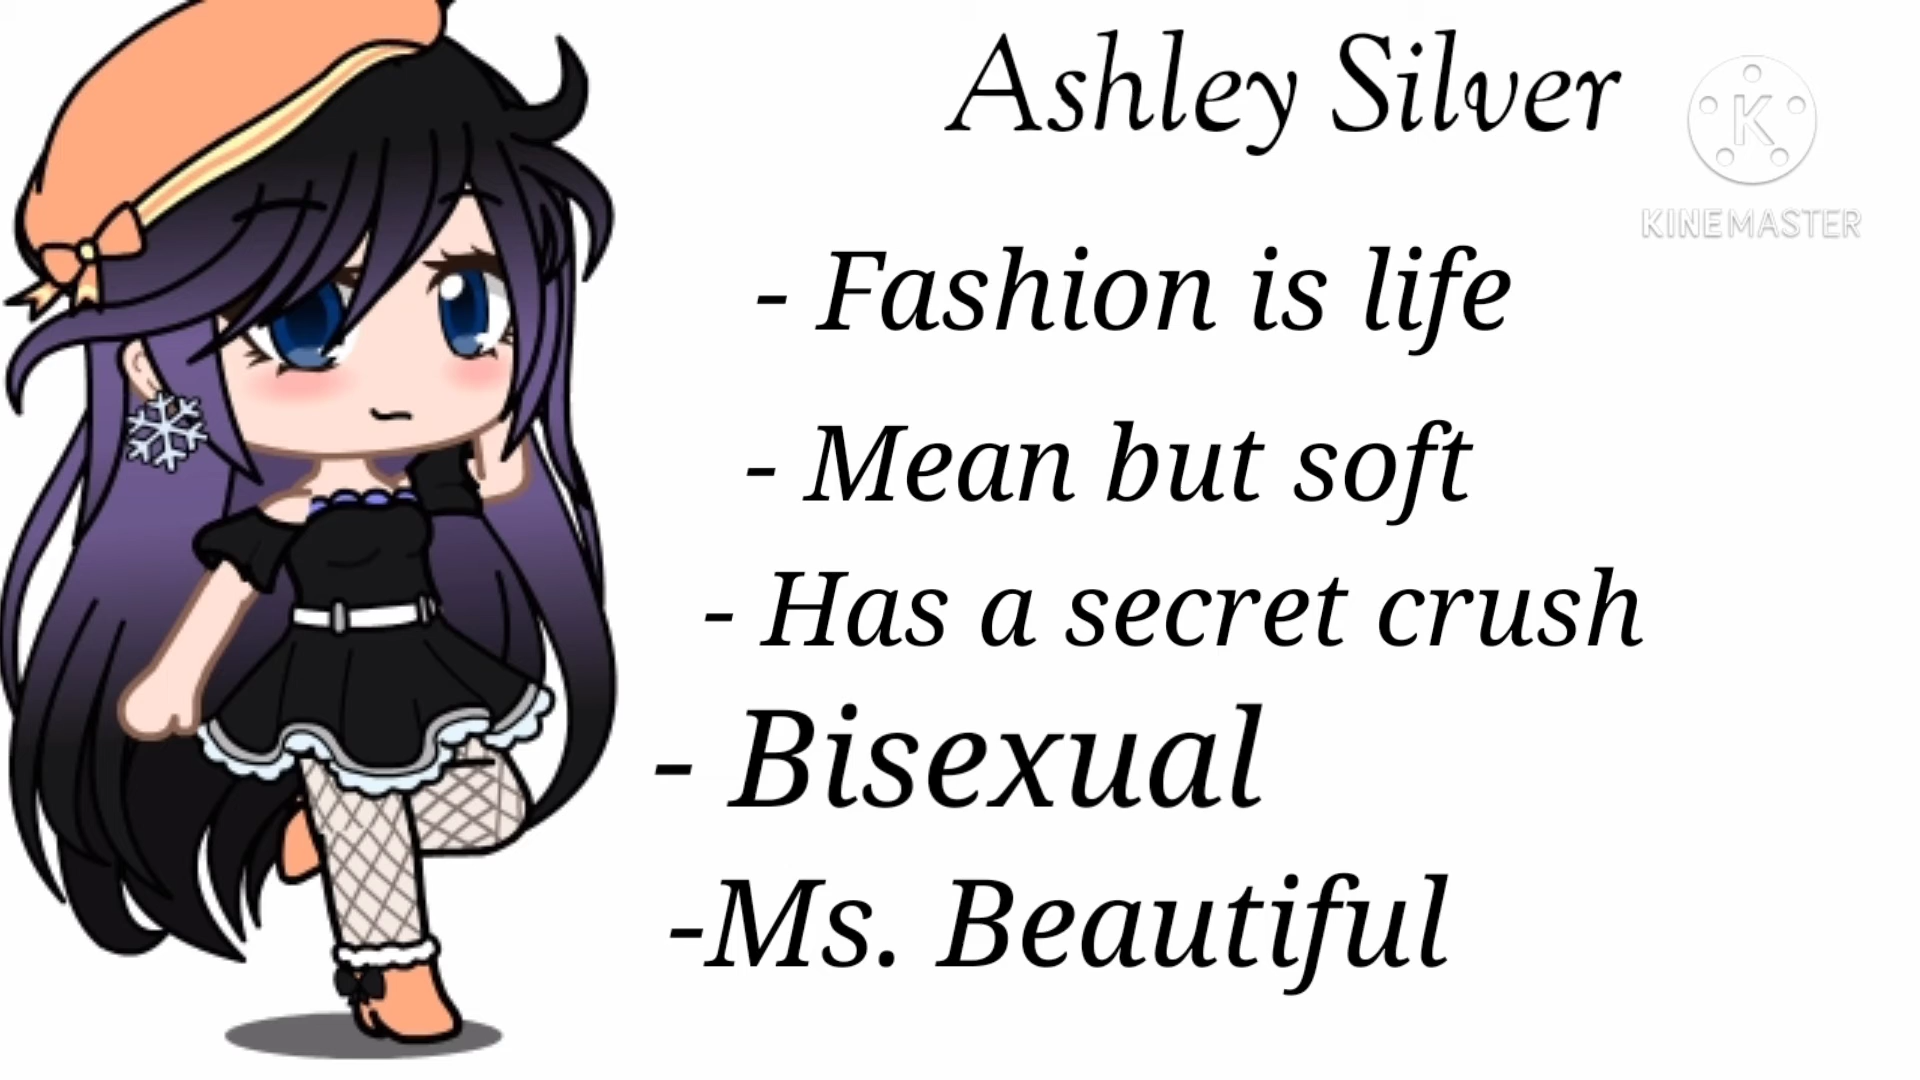 Ashley Silver
K
KINEMASTER
- Fashion is life
- Mean but soft
- Has a secret crush
- Bisexual
-Ms. Beautiful